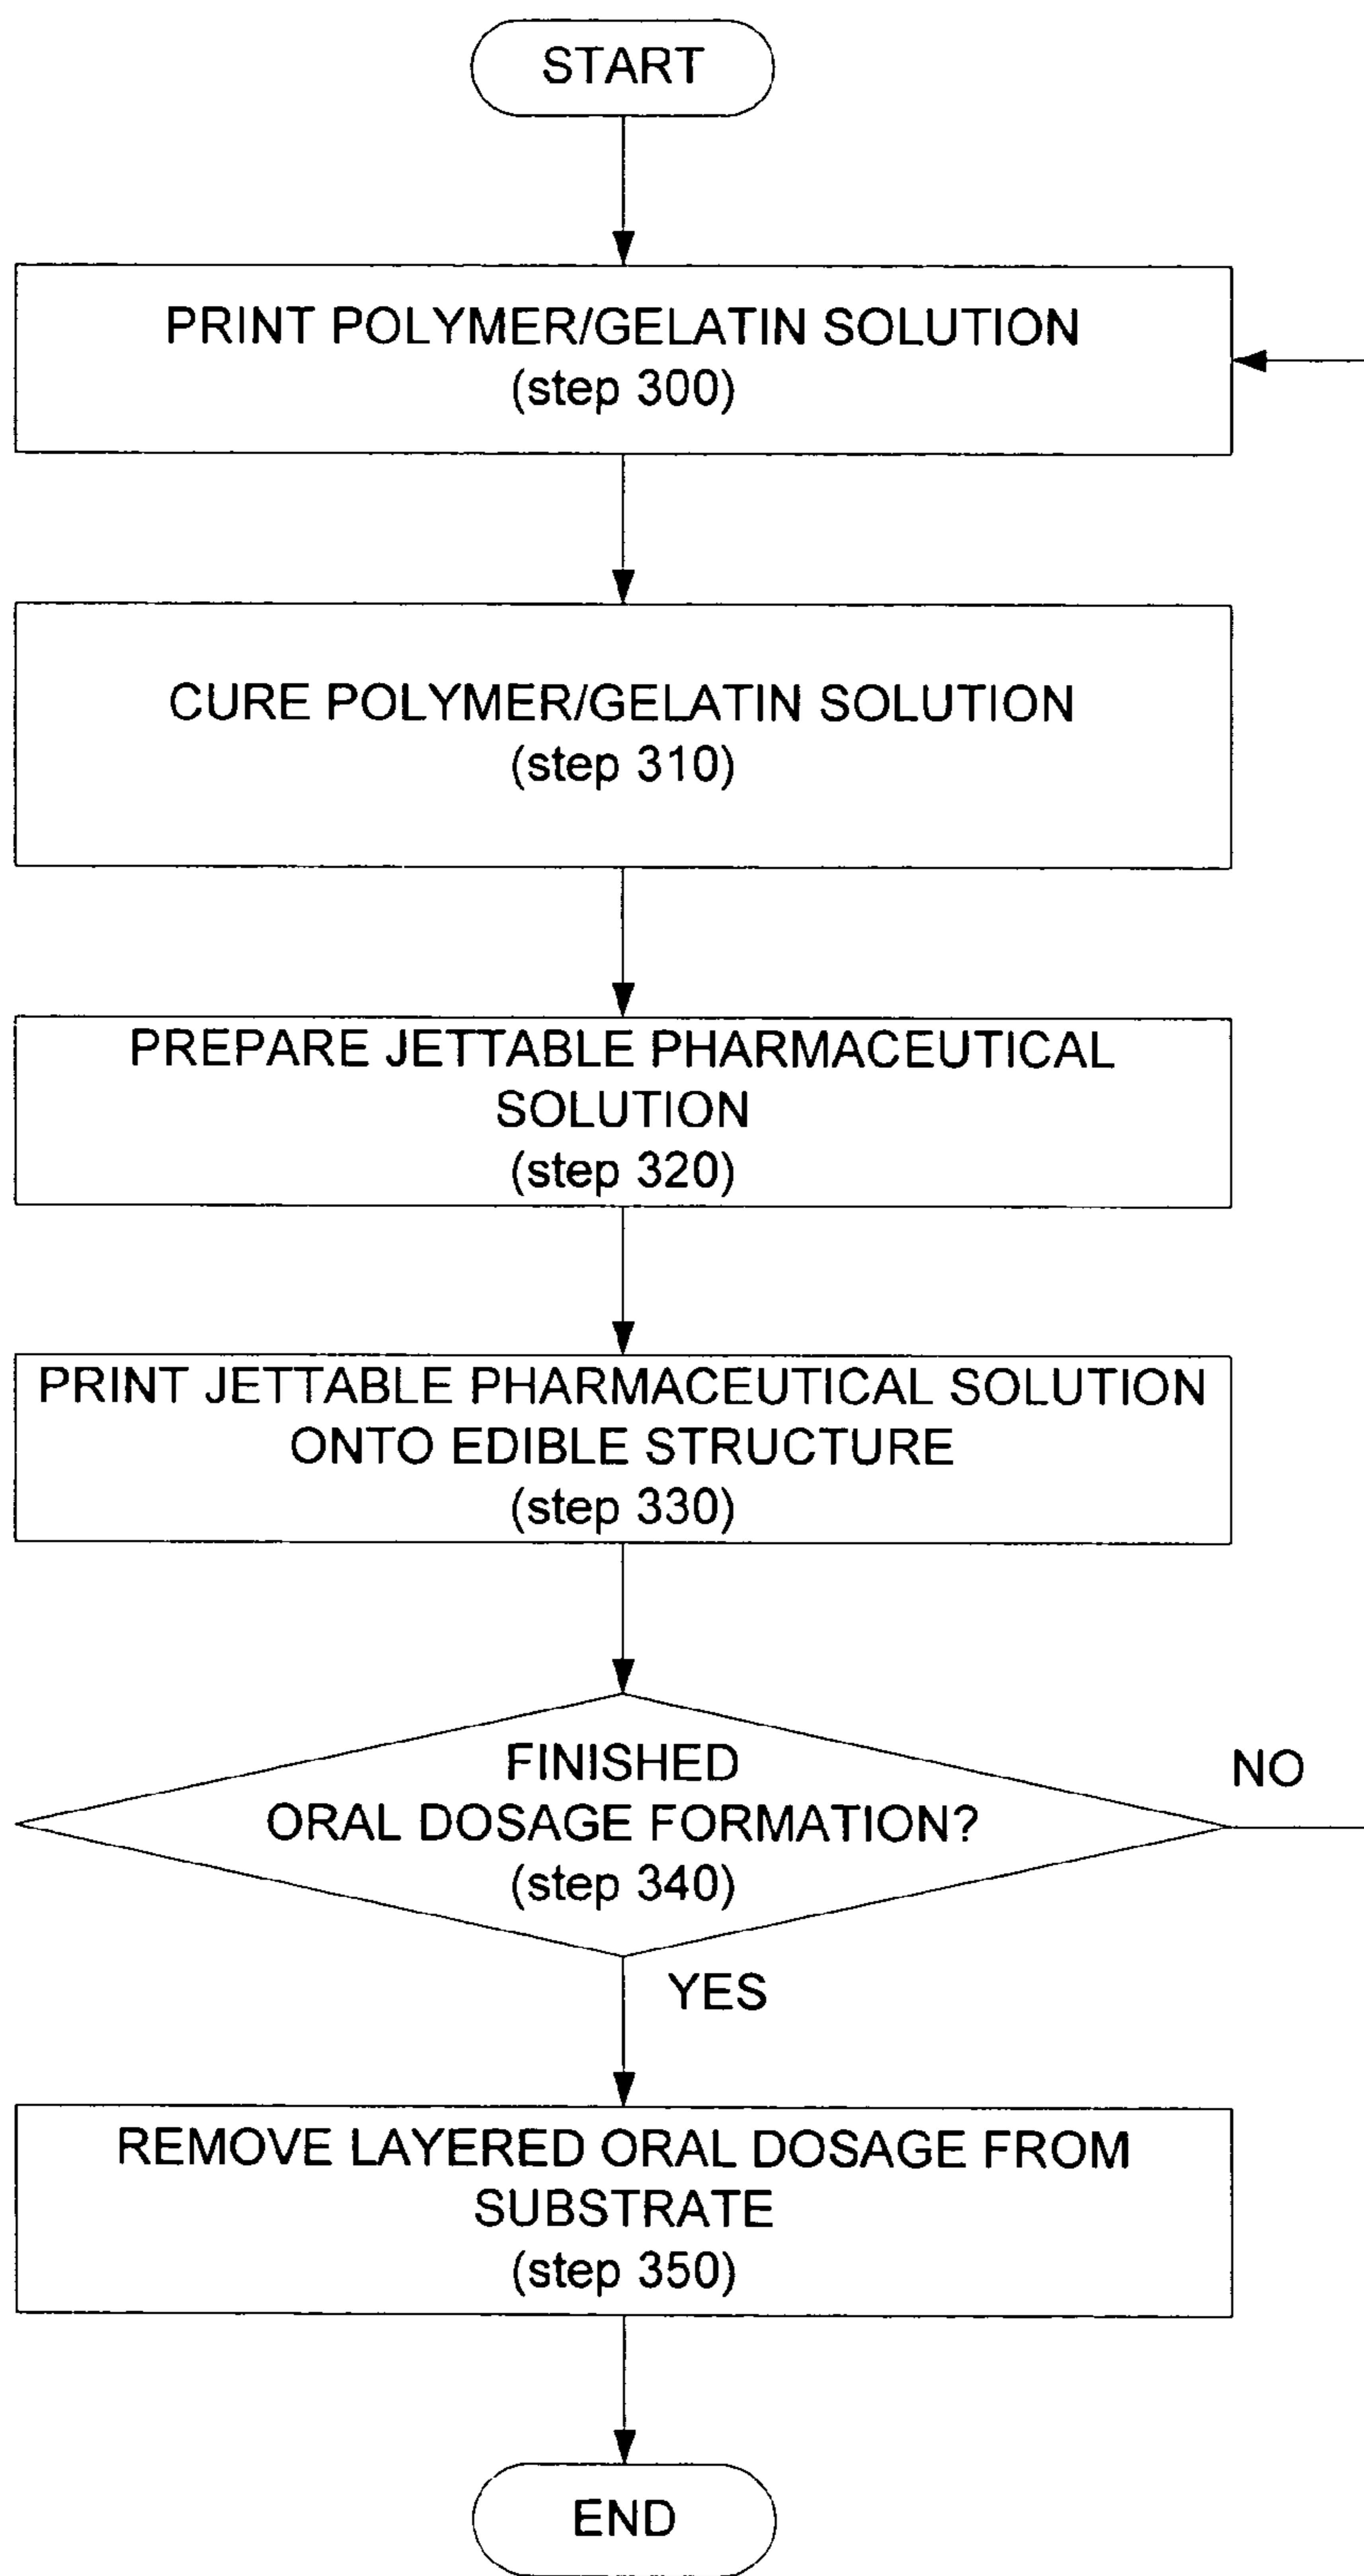 START
PRINT POLYMER/GELATIN SOLUTION
(step 300)
CURE POLYMER/GELATIN SOLUTION
(step 310)
PREPARE JETTABLE PHARMACEUTICAL
SOLUTION
(step 320)
PRINT JETTABLE PHARMACEUTICAL SOLUTION
ONTO EDIBLE STRUCTURE
(step 330)
FINISHED
ORAL DOSAGE FORMATION?
(step 340)
NO
YES
REMOVE LAYERED ORAL DOSAGE FROM
SUBSTRATE
(step 350)
END